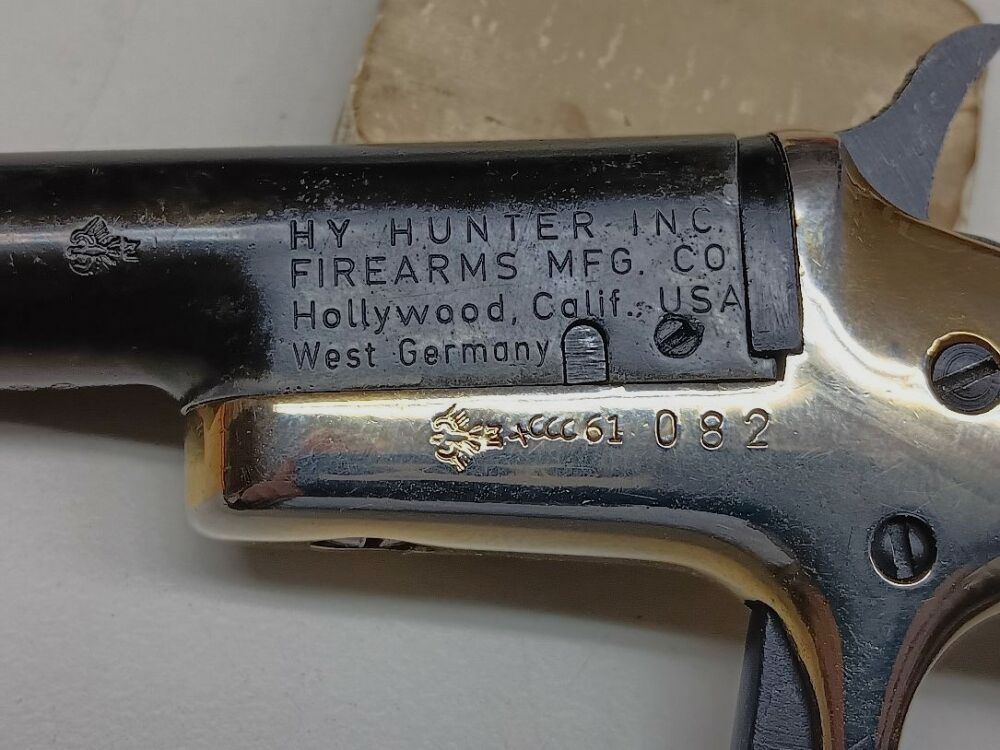 HY HUNTER INC.
FIREARMS MFG. CO
Hollywood, Calif., USA
West Germany
61 082